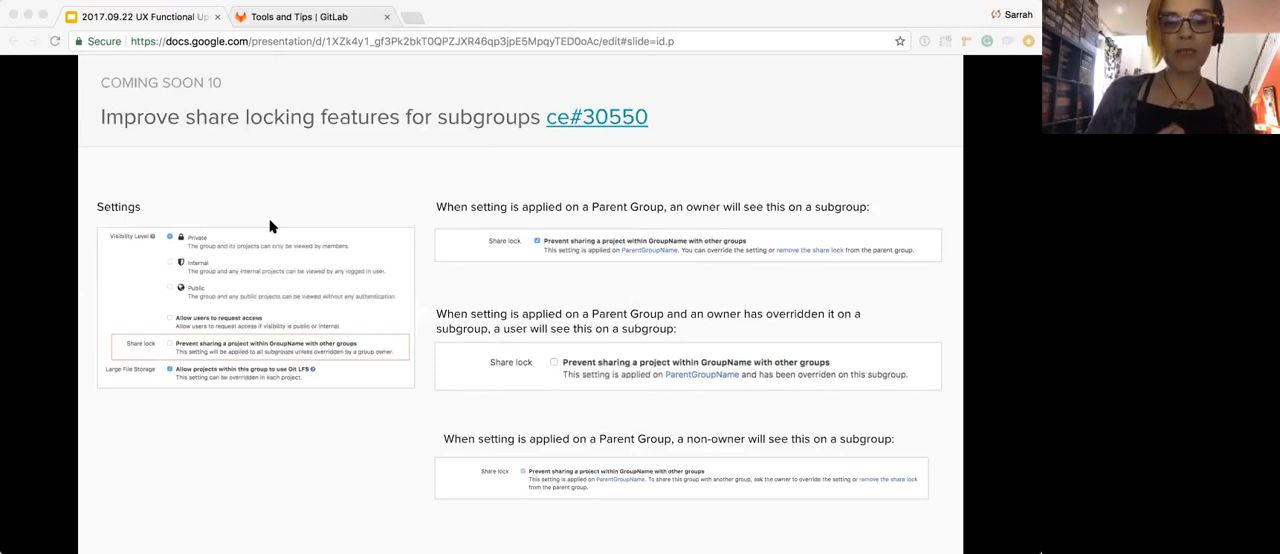 2017.09.22 UX Functional Up
Tools and Tips | GitLab
Sarrah
Secure
https://docs.google.com/presentation/d/1XZk4y1_gf3Pk2bkT0QPZJXR46qp3jpE5MpqyTED0oAc/edit#slide=id.p
COMING SOON 10
Improve share locking features for subgroups ce#30550
Settings
Visibility Level
Private
The group and its projects can only be viewed by members.
Internal
The group and any internal projects can be viewed by any logged in user.
Public
The group and any public projects can be viewed without any authentication.
Allow users to request access
Allow users to request access if visibility is public or internal.
Share lock
Prevent sharing a project within GroupName with other groups
This setting will be applied to all subgroups unless overridden by a group owner.
Large File Storage
Allow projects within this group to use Git LFS
This setting can be overridden in each project.
When setting is applied on a Parent Group, an owner will see this on a subgroup:
Share lock
Prevent sharing a project within GroupName with other groups
This setting is applied on ParentGroupName. You can override the setting or remove the share lock from the parent group.
When setting is applied on a Parent Group and an owner has overridden it on a
subgroup, a user will see this on a subgroup:
Share lock
Prevent sharing a project within GroupName with other groups
This setting is applied on ParentGroupName and has been overriden on this subgroup.
When setting is applied on a Parent Group, a non-owner will see this on a subgroup:
Share lock
Prevent sharing a project within GroupName with other groups
This setting is applied on ParentGroupName. To share this group with another group, ask the owner to override the setting or remove the share lock
from the parent group.